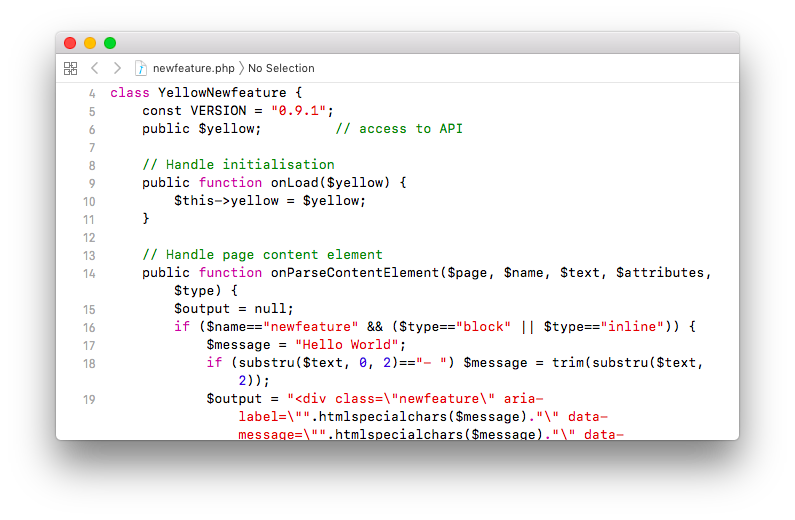 newfeature.php No Selection
4 class YellowNewfeature {
5 const VERSION = "0.9.1";
6 public $yellow; // access to API
7
8 // Handle initialisation
9 public function onLoad($yellow) {
10 $this->yellow = $yellow;
11 }
12
13 // Handle page content element
14 public function onParseContentElement($page, $name, $text, $attributes,
$type) {
15 $output = null;
16 if ($name=="newfeature" && ($type=="block" || $type=="inline")) {
17 $message = "Hello World";
18 if (substru($text, 0, 2)=="- ") $message = trim(substru($text,
2));
19 $output = "<div class=\"newfeature\" aria-
label=\"".htmlspecialchars($message)."\" data-
message=\"".htmlspecialchars($message)."\" data-